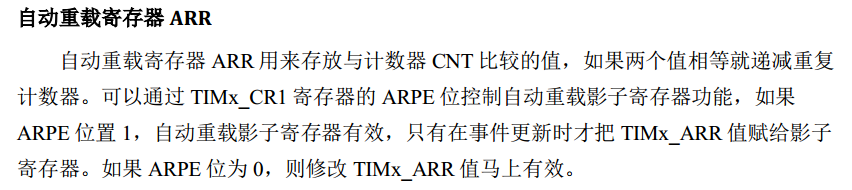 自动重载寄存器 ARR
自动重载寄存器 ARR 用来存放与计数器 CNT 比较的值，如果两个值相等就递减重复
计数器。可以通过 TIMx_CR1 寄存器的 ARPE 位控制自动重载影子寄存器功能，如果
ARPE 位置 1，自动重载影子寄存器有效，只有在事件更新时才把 TIMx_ARR 值赋给影子
寄存器。如果 ARPE 位为 0，则修改 TIMx_ARR 值马上有效。